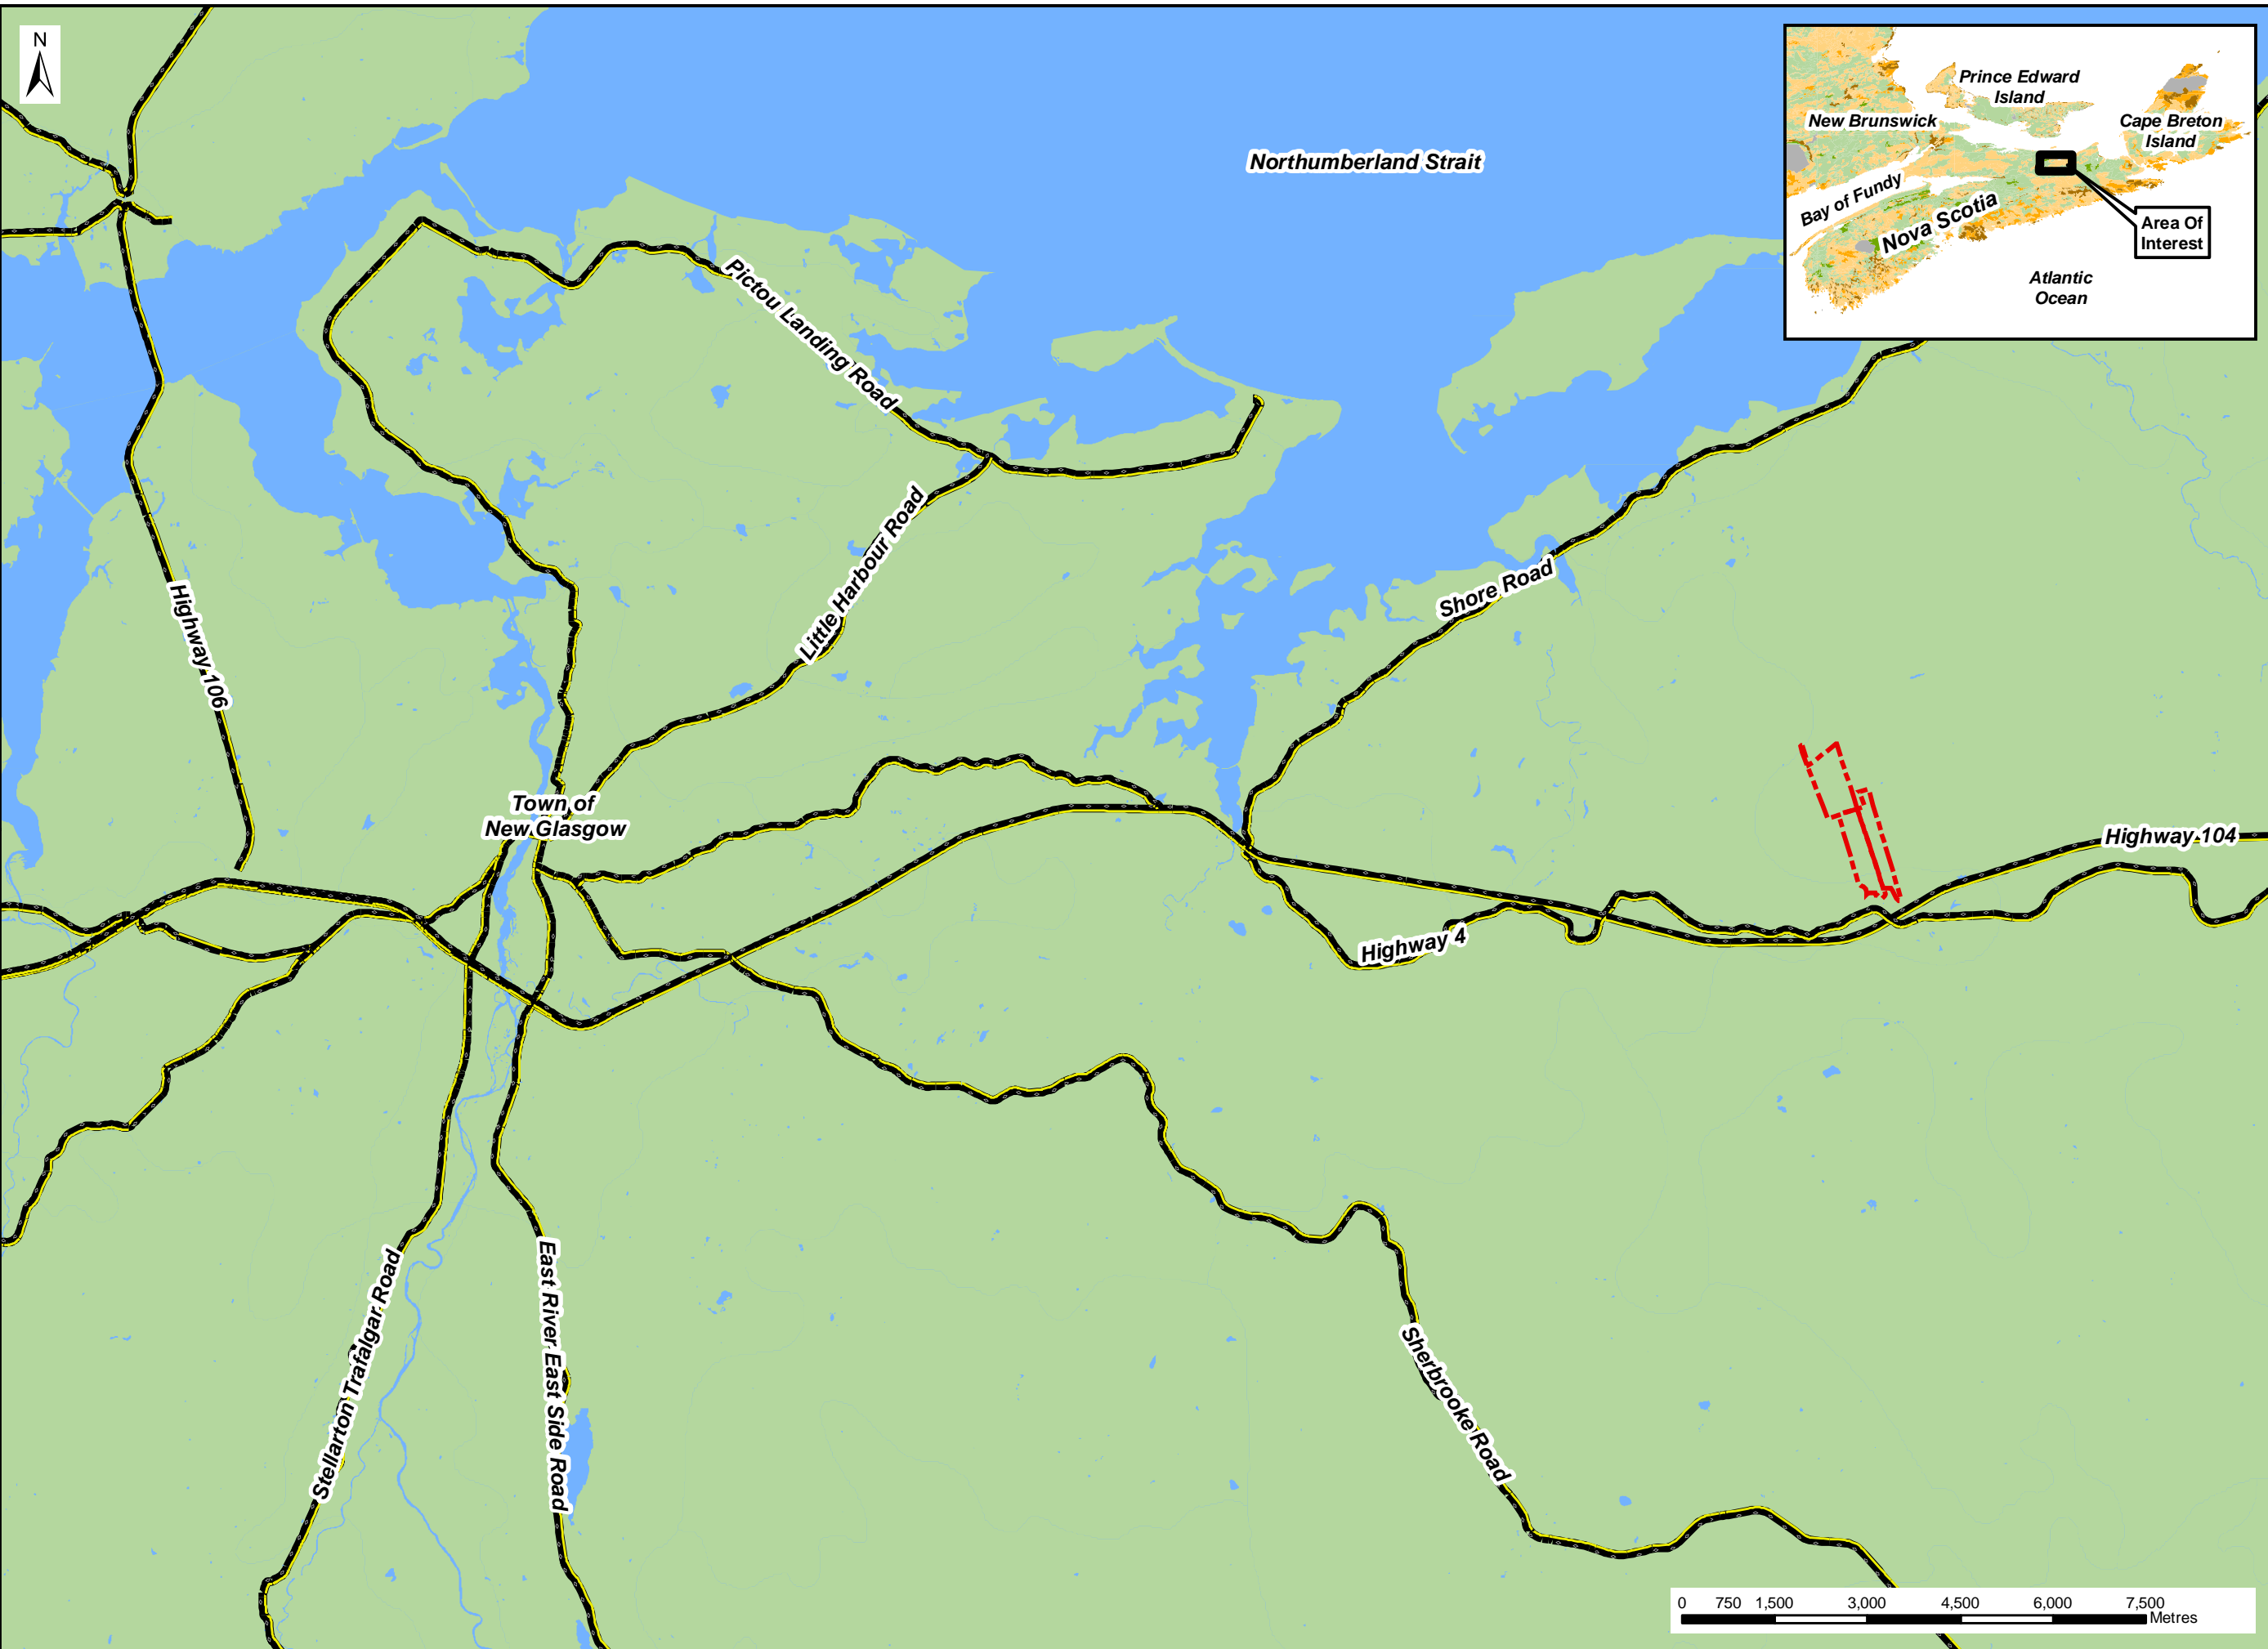 N
Prince Edward
Island
New Brunswick
Cape Breton
Island
Bay of Fundy
Nova Scotia
Area Of
Interest
Atlantic
Ocean
Northumberland Strait
Pictou Landing Road
Little Harbour Road
Shore Road
Highway 106
Town of
New Glasgow
Highway 104
Highway 4
Stellarton Trafalgar Road
East River East Side Road
Sherbrooke Road
0 750 1,500 3,000 4,500 6,000 7,500
Metres